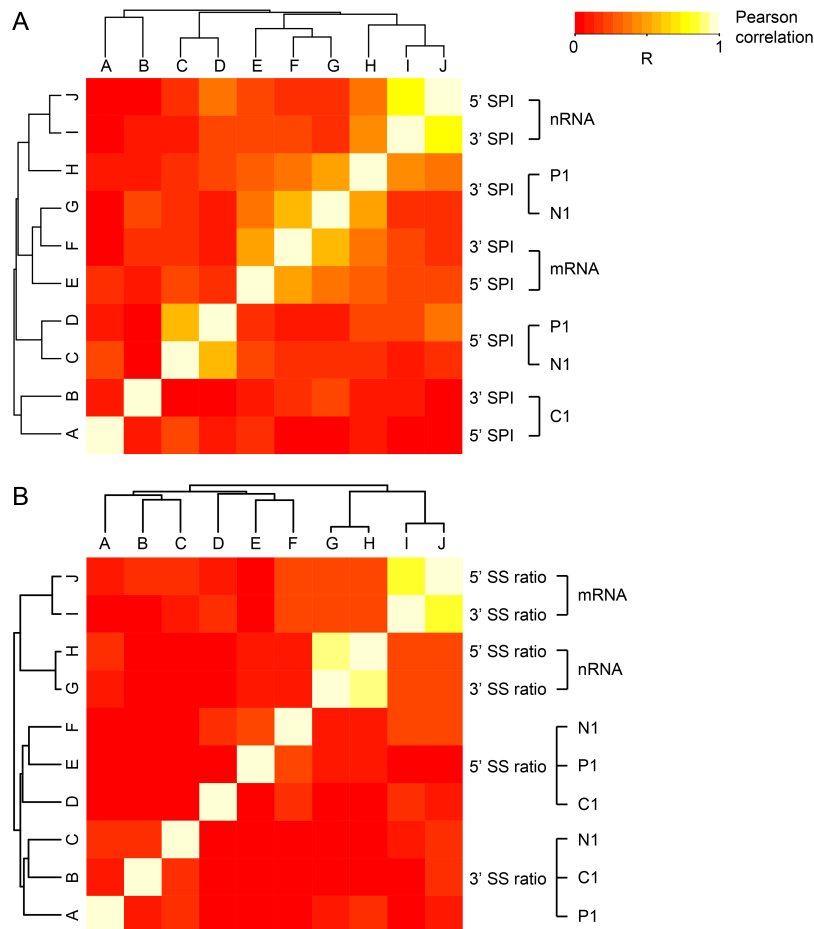 A
Pearson
correlation
0 1
R
A B C D E F G H I J
J 5' SPI
nRNA
I 3' SPI
H P1
3' SPI
G N1
F 3' SPI
mRNA
E 5' SPI
D P1
5' SPI
C N1
B 3' SPI
C1
A 5' SPI
B
A B C D E F G H I J
J 5' SS ratio
mRNA
I 3' SS ratio
H 5' SS ratio
nRNA
G 3' SS ratio
F N1
E 5' SS ratio P1
D C1
C N1
B 3' SS ratio C1
A P1